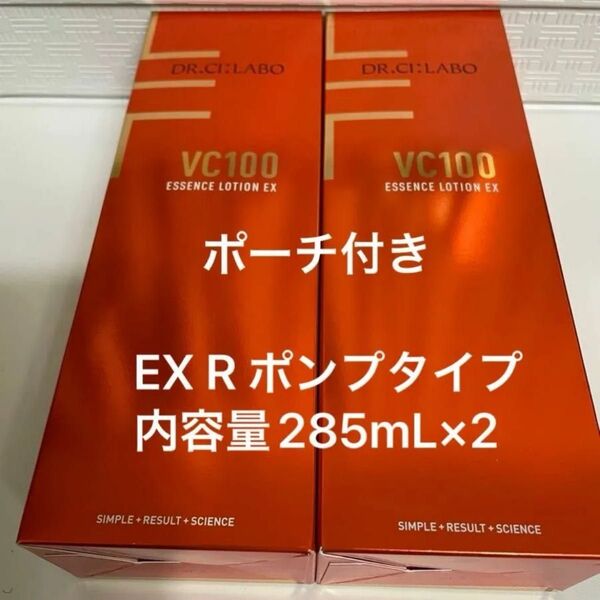 DR.CI:LABO
VC100
ESSENCE LOTION EX
DR.CI:LABO
VC100
ESSENCE LOTION EX
ポーチ付き
EX R ポンプタイプ
内容量285mL×2
SIMPLE+RESULT+SCIENCE
SIMPLE+RESULT+SCIENCE